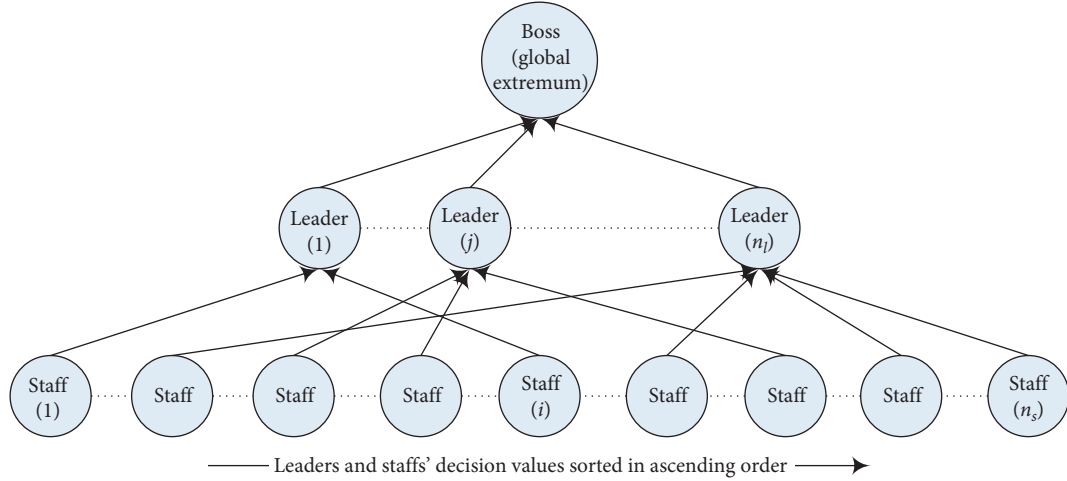 Boss
(global
extremum)
Leader
(1)
Leader
(j)
Leader
(n_l)
Staff
(1)
Staff
Staff
Staff
Staff
(i)
Staff
Staff
Staff
Staff
(n_s)
Leaders and staffs' decision values sorted in ascending order